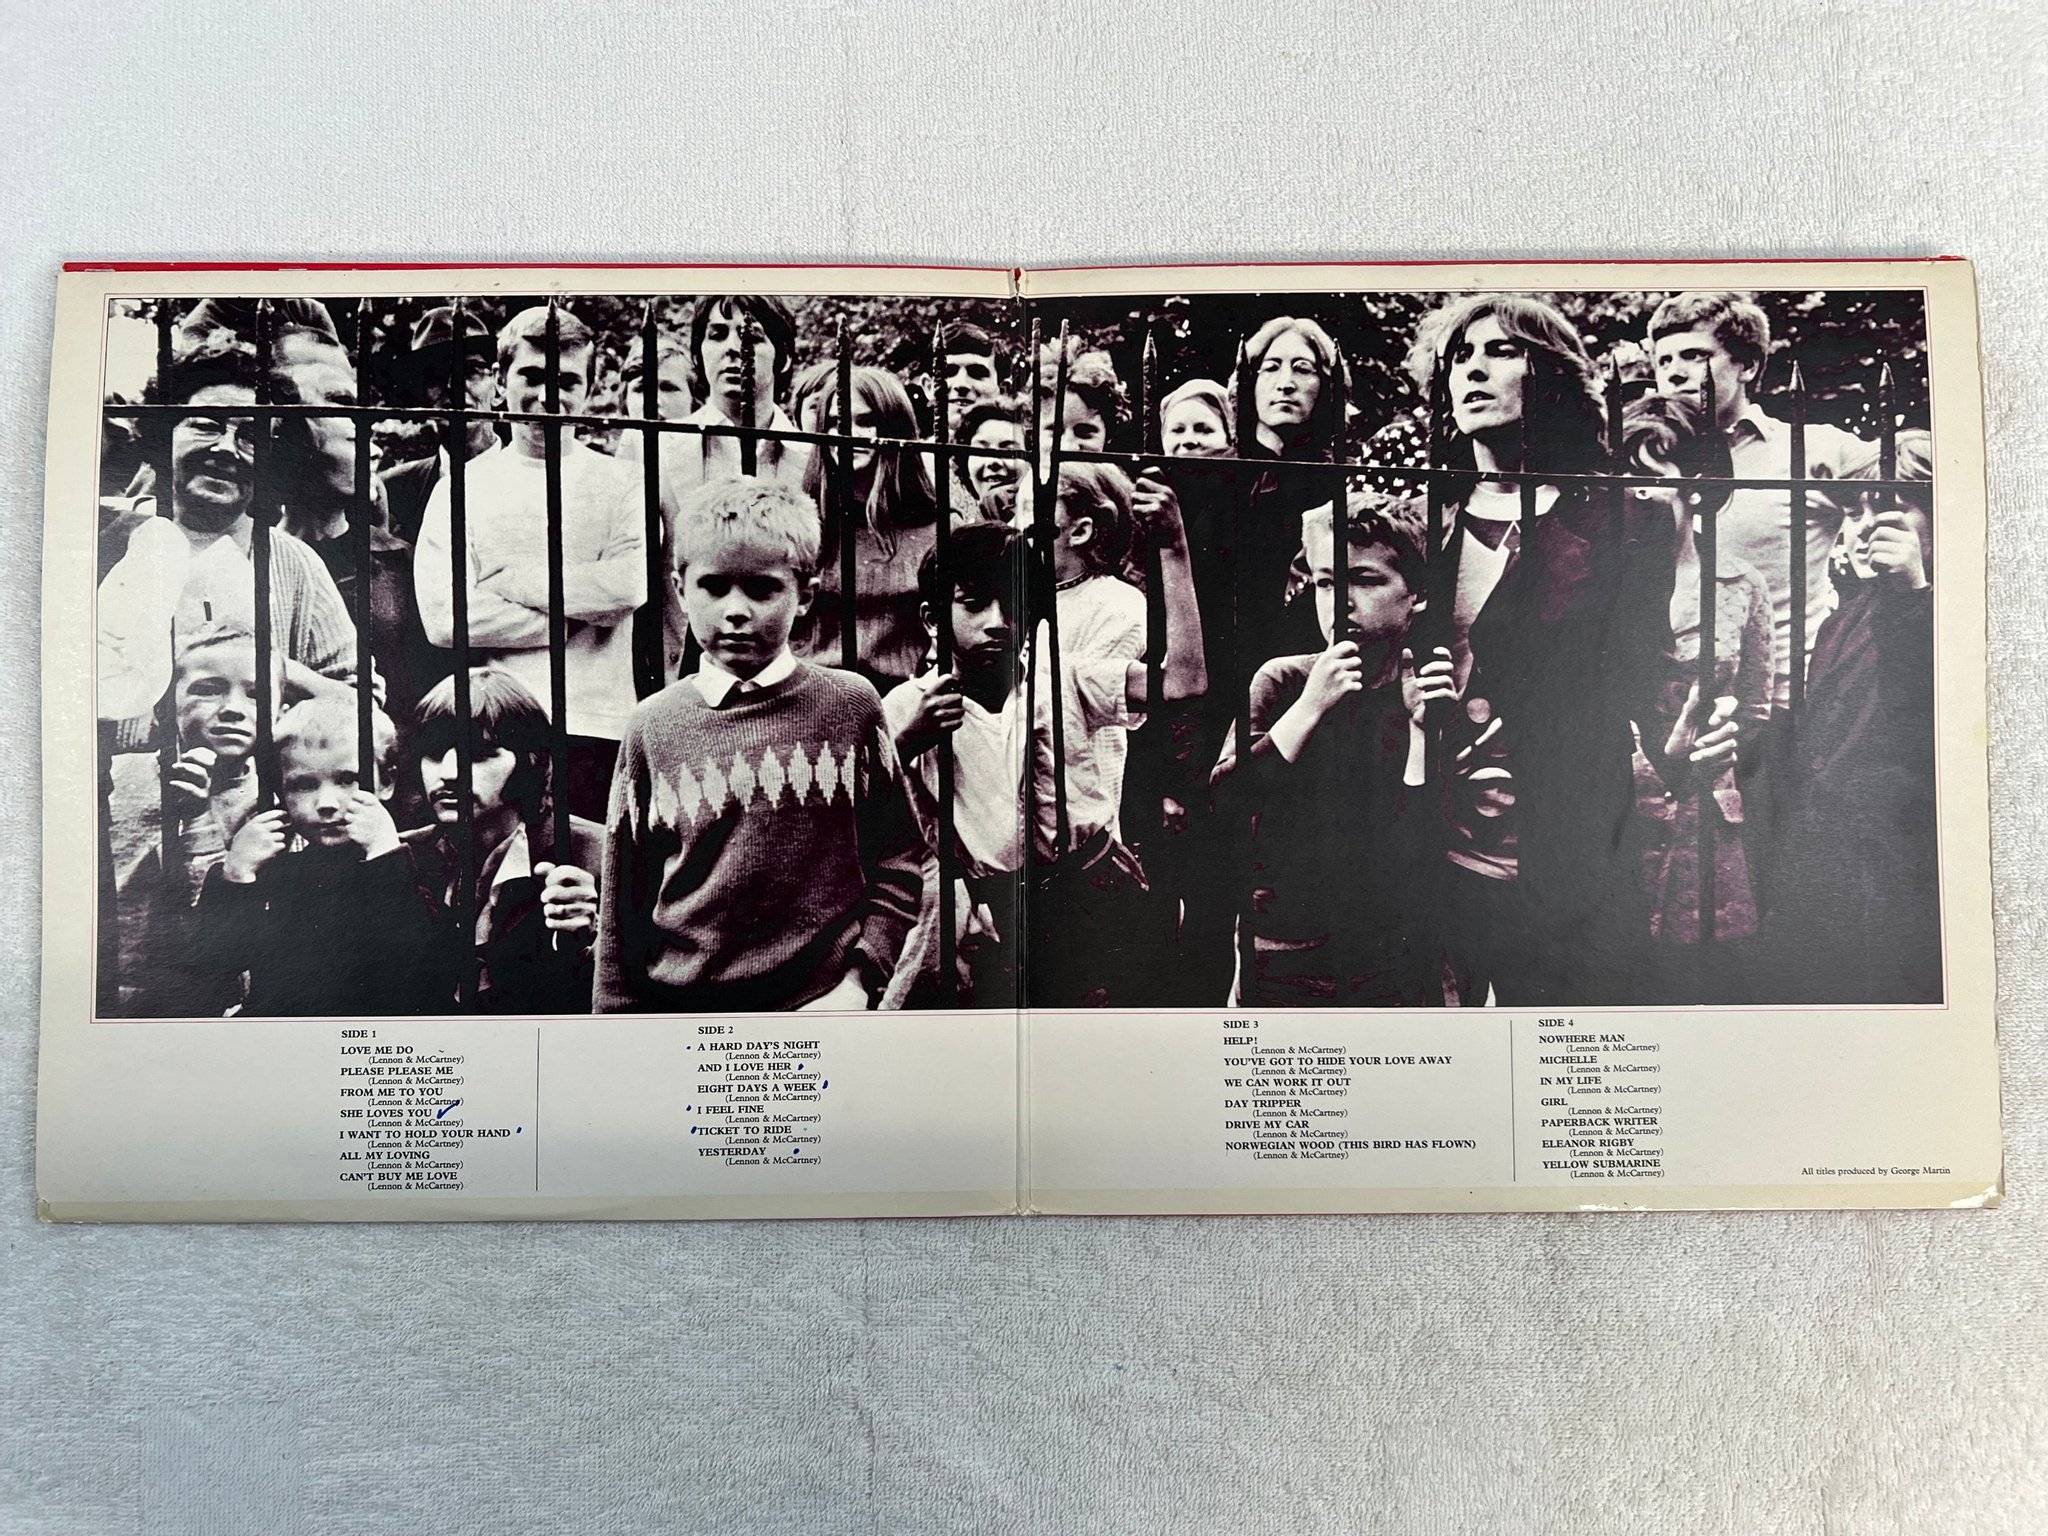 SIDE 1
LOVE ME DO
(Lennon & McCartney)
PLEASE PLEASE ME
(Lennon & McCartney)
FROM ME TO YOU
(Lennon & McCartney)
SHE LOVES YOU
(Lennon & McCartney)
I WANT TO HOLD YOUR HAND
(Lennon & McCartney)
ALL MY LOVING
(Lennon & McCartney)
CAN'T BUY ME LOVE
(Lennon & McCartney)
SIDE 2
A HARD DAY'S NIGHT
(Lennon & McCartney)
AND I LOVE HER
(Lennon & McCartney)
EIGHT DAYS A WEEK
(Lennon & McCartney)
I FEEL FINE
(Lennon & McCartney)
TICKET TO RIDE
(Lennon & McCartney)
YESTERDAY
(Lennon & McCartney)
SIDE 3
HELP!
(Lennon & McCartney)
YOU'VE GOT TO HIDE YOUR LOVE AWAY
(Lennon & McCartney)
WE CAN WORK IT OUT
(Lennon & McCartney)
DAY TRIPPER
(Lennon & McCartney)
DRIVE MY CAR
(Lennon & McCartney)
NORWEGIAN WOOD (THIS BIRD HAS FLOWN)
(Lennon & McCartney)
SIDE 4
NOWHERE MAN
(Lennon & McCartney)
MICHELLE
(Lennon & McCartney)
IN MY LIFE
(Lennon & McCartney)
GIRL
(Lennon & McCartney)
PAPERBACK WRITER
(Lennon & McCartney)
ELEANOR RIGBY
(Lennon & McCartney)
YELLOW SUBMARINE
(Lennon & McCartney)
All titles produced by George Martin